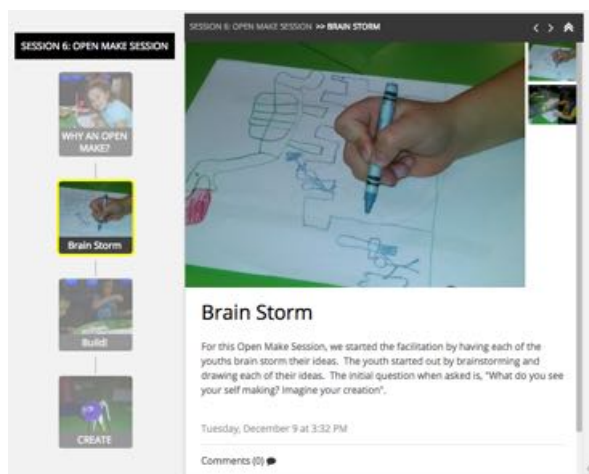 SESSION 6: OPEN MAKE SESSION
WHY AN OPEN
MAKE?
Brain Storm
Build!
CREATE
SESSION 6: OPEN MAKE SESSION >> BRAIN STORM
Brain Storm
For this Open Make Session, we started the facilitation by having each of the
youths brain storm their ideas. The youth started out by brainstorming and
drawing each of their ideas. The initial question when asked is, "What do you see
your self making? Imagine your creation".
Tuesday, December 9 at 3:32 PM
Comments (0)